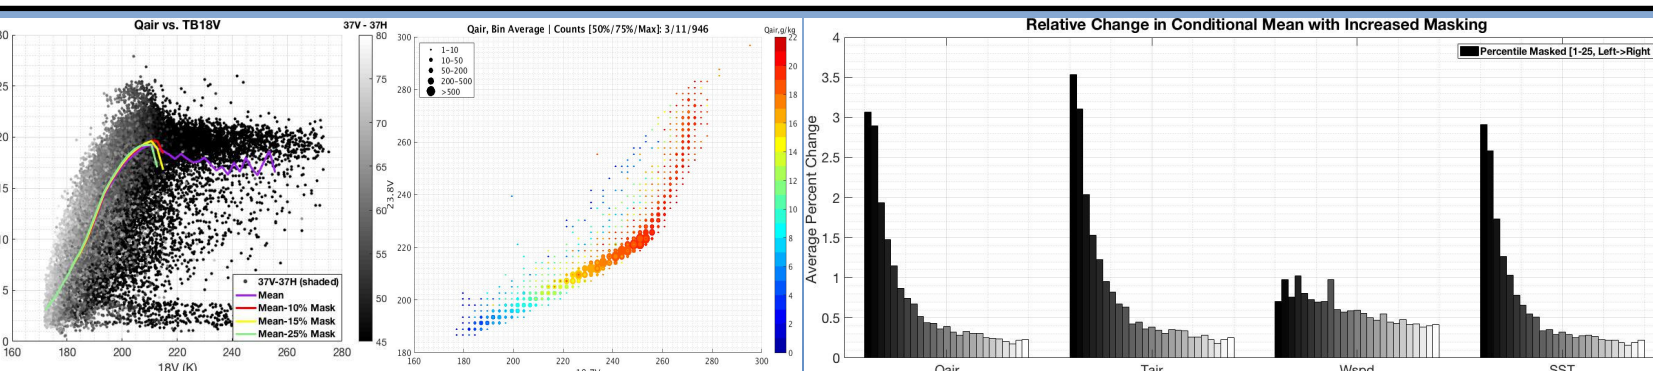 Qair vs. TB18V
37V - 37H
25
20
15
10
5
160 180 200 220 240 260 280
18V (K)
80
75
70
65
60
55
50
45
37V-37H (shaded)
Mean
Mean-10% Mask
Mean-15% Mask
Mean-25% Mask
Qair, Bin Average | Counts [50%/75%/Max]: 3/11/946
Qair,g/kg
1-10
10-50
50-200
200-500
>500
300
280
260
240
220
200
180
23.8V
160 180 200 220 240 260 280 300
22
20
18
16
14
12
10
8
6
4
2
0
Relative Change in Conditional Mean with Increased Masking
Percentile Masked [1-25, Left->Right
Average Percent Change
4
3.5
3
2.5
2
1.5
1
0.5
0
Qair Tair Wspd SST